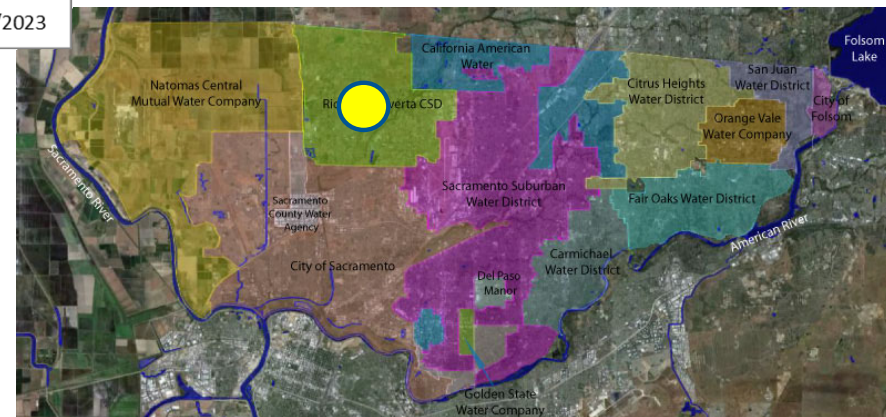 /2023
California American
Water
Folsom
Lake
Natomas Central
Mutual Water Company
Citrus Heights
Water District
San Juan
Water District
City of
Folsom
verta CSD
Orange Vale
Water Company
Sacramento River
Sacramento
County Water
Agency
Sacramento Suburban
Water District
Fair Oaks Water District
American River
City of Sacramento
Carmichael
Water District
Del Paso
Manor
Golden State
Water Company